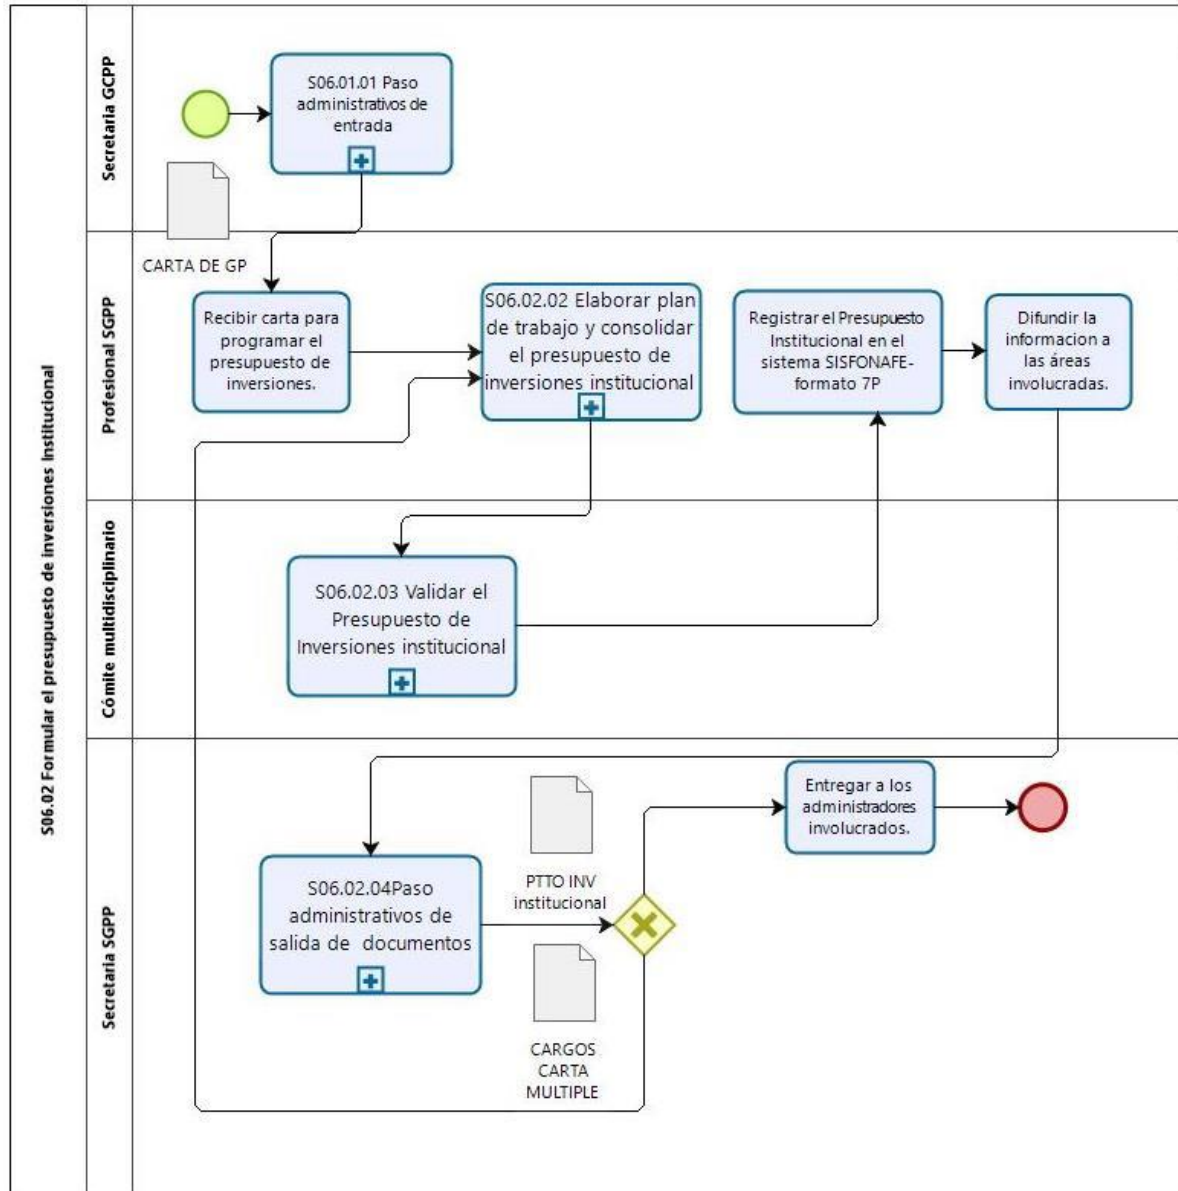 S06.02 Formular el presupuesto de inversiones Institucional
Secretaria GCPP
S06.01.01 Paso
administrativos de
entrada
CARTA DE GP
Profesional SGPP
Recibir carta para
programar el
presupuesto de
inversiones.
S06.02.02 Elaborar plan
de trabajo y consolidar
el presupuesto de
inversiones institucional
Registrar el Presupuesto
Institucional en el
sistema SISFONAFE-
formato 7P
Difundir la
informacion a
las áreas
involucradas.
Cómite multidisciplinario
S06.02.03 Validar el
Presupuesto de
Inversiones institucional
Secretaria SGPP
S06.02.04Paso
administrativos de
salida de documentos
PTTO INV
institucional
CARGOS
CARTA
MULTIPLE
Entregar a los
administradores
involucrados.